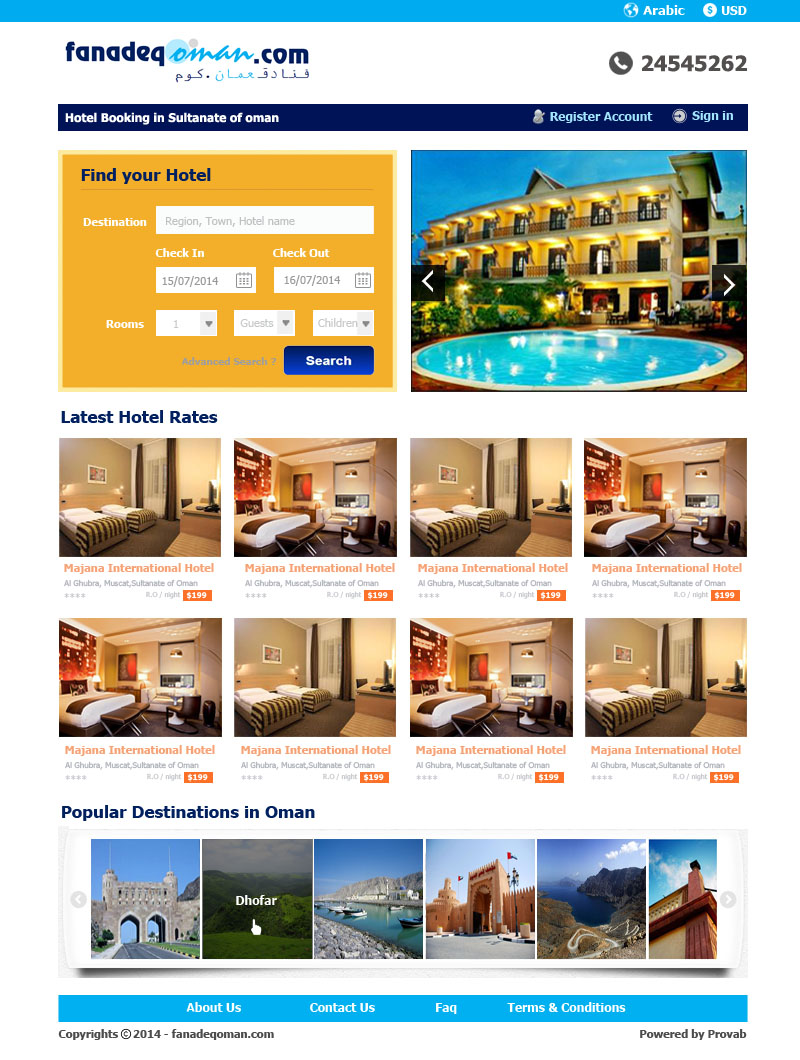 Arabic USD
fanadeqoman.com
فنادقعمان.كوم
24545262
Hotel Booking in Sultanate of oman Register Account Sign in
Find your Hotel
Destination Region, Town, Hotel name
Check In Check Out
15/07/2014 16/07/2014
Rooms 1 Guests Children
Advanced Search ? Search
Latest Hotel Rates
Majana International Hotel Majana International Hotel Majana International Hotel Majana International Hotel
Al Ghubra, Muscat,Sultanate of Oman Al Ghubra, Muscat,Sultanate of Oman Al Ghubra, Muscat,Sultanate of Oman Al Ghubra, Muscat,Sultanate of Oman
**** R.O / night $199 **** R.O / night $199 **** R.O / night $199 **** R.O / night $199
Majana International Hotel Majana International Hotel Majana International Hotel Majana International Hotel
Al Ghubra, Muscat,Sultanate of Oman Al Ghubra, Muscat,Sultanate of Oman Al Ghubra, Muscat,Sultanate of Oman Al Ghubra, Muscat,Sultanate of Oman
**** R.O / night $199 **** R.O / night $199 **** R.O / night $199 **** R.O / night $199
Popular Destinations in Oman
Dhofar
About Us Contact Us Faq Terms & Conditions
Copyrights © 2014 - fanadeqoman.com Powered by Provab